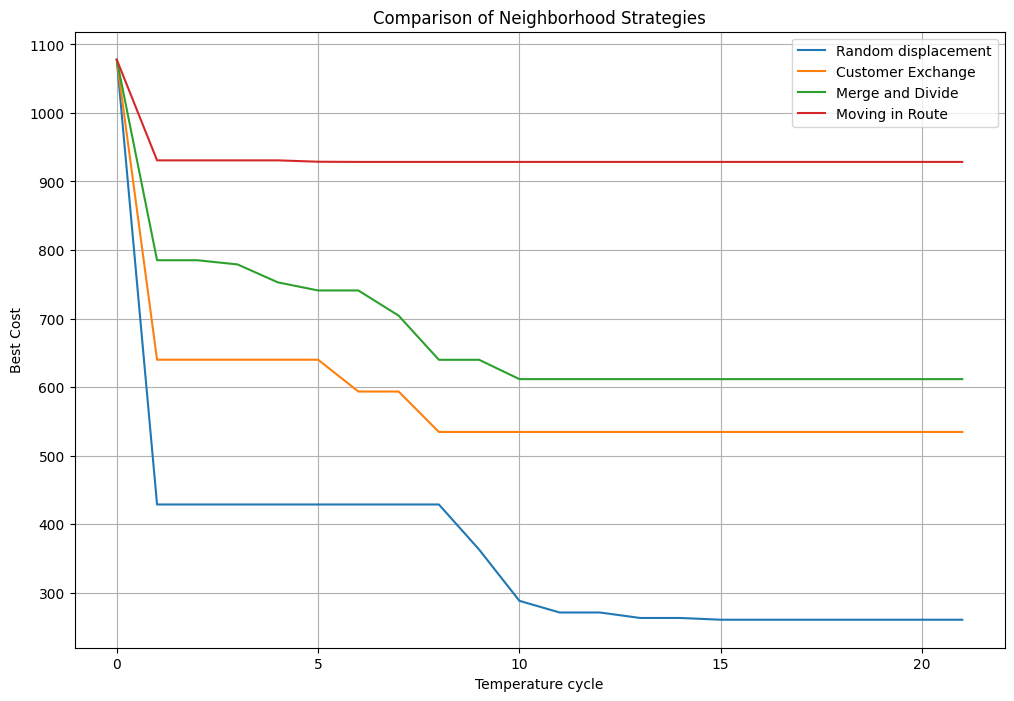 Comparison of Neighborhood Strategies
Random displacement
Customer Exchange
Merge and Divide
Moving in Route
Best Cost
1100
1000
900
800
700
600
500
400
300
0
5
10
15
20
Temperature cycle